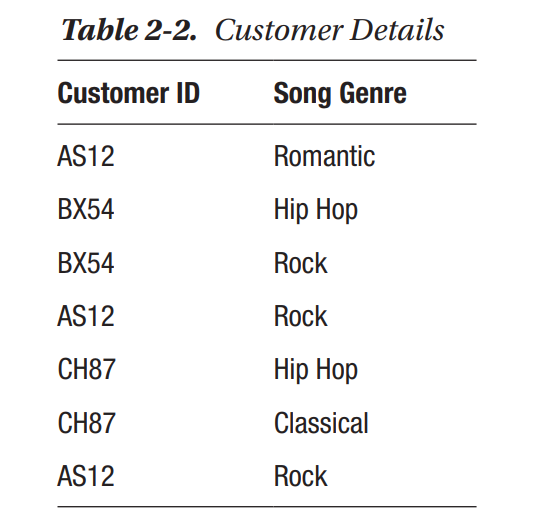 Table 2-2. Customer Details
Customer ID Song Genre
AS12 Romantic
BX54 Hip Hop
BX54 Rock
AS12 Rock
CH87 Hip Hop
CH87 Classical
AS12 Rock